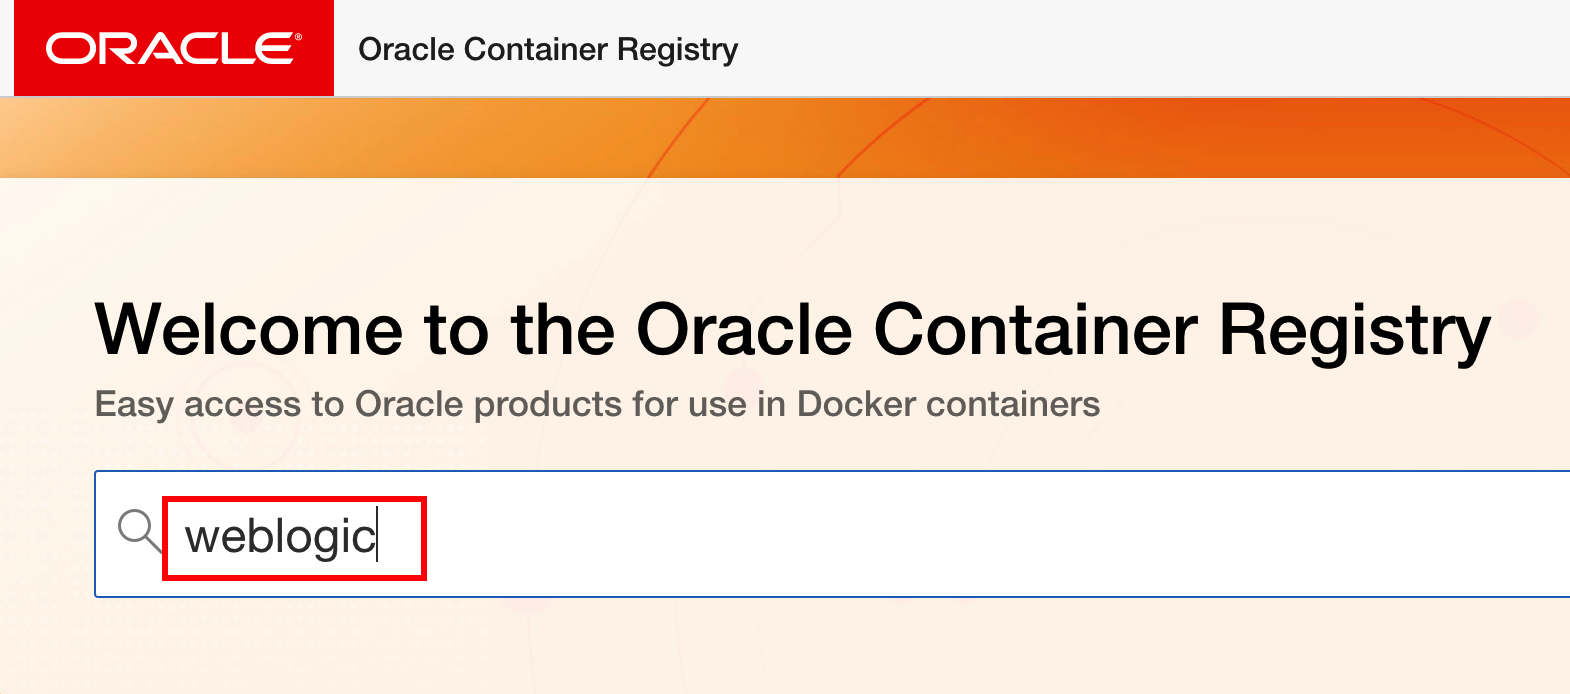 ORACLE®
Oracle Container Registry
Welcome to the Oracle Container Registry
Easy access to Oracle products for use in Docker containers
weblogic